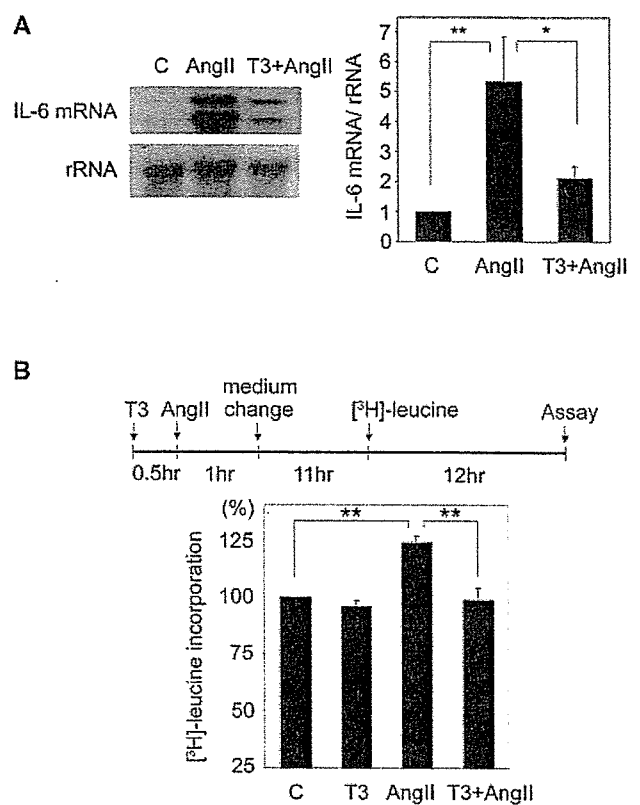 A
C AngII T3+AngII
IL-6 mRNA
rRNA
IL-6 mRNA/ rRNA
7
6
5
4
3
2
1
0
** *
C AngII T3+AngII
B
T3 AngII medium change [³H]-leucine Assay
0.5hr 1hr 11hr 12hr
(%)
[³H]-leucine incorporation
125
100
75
50
25
** **
C T3 AngII T3+AngII